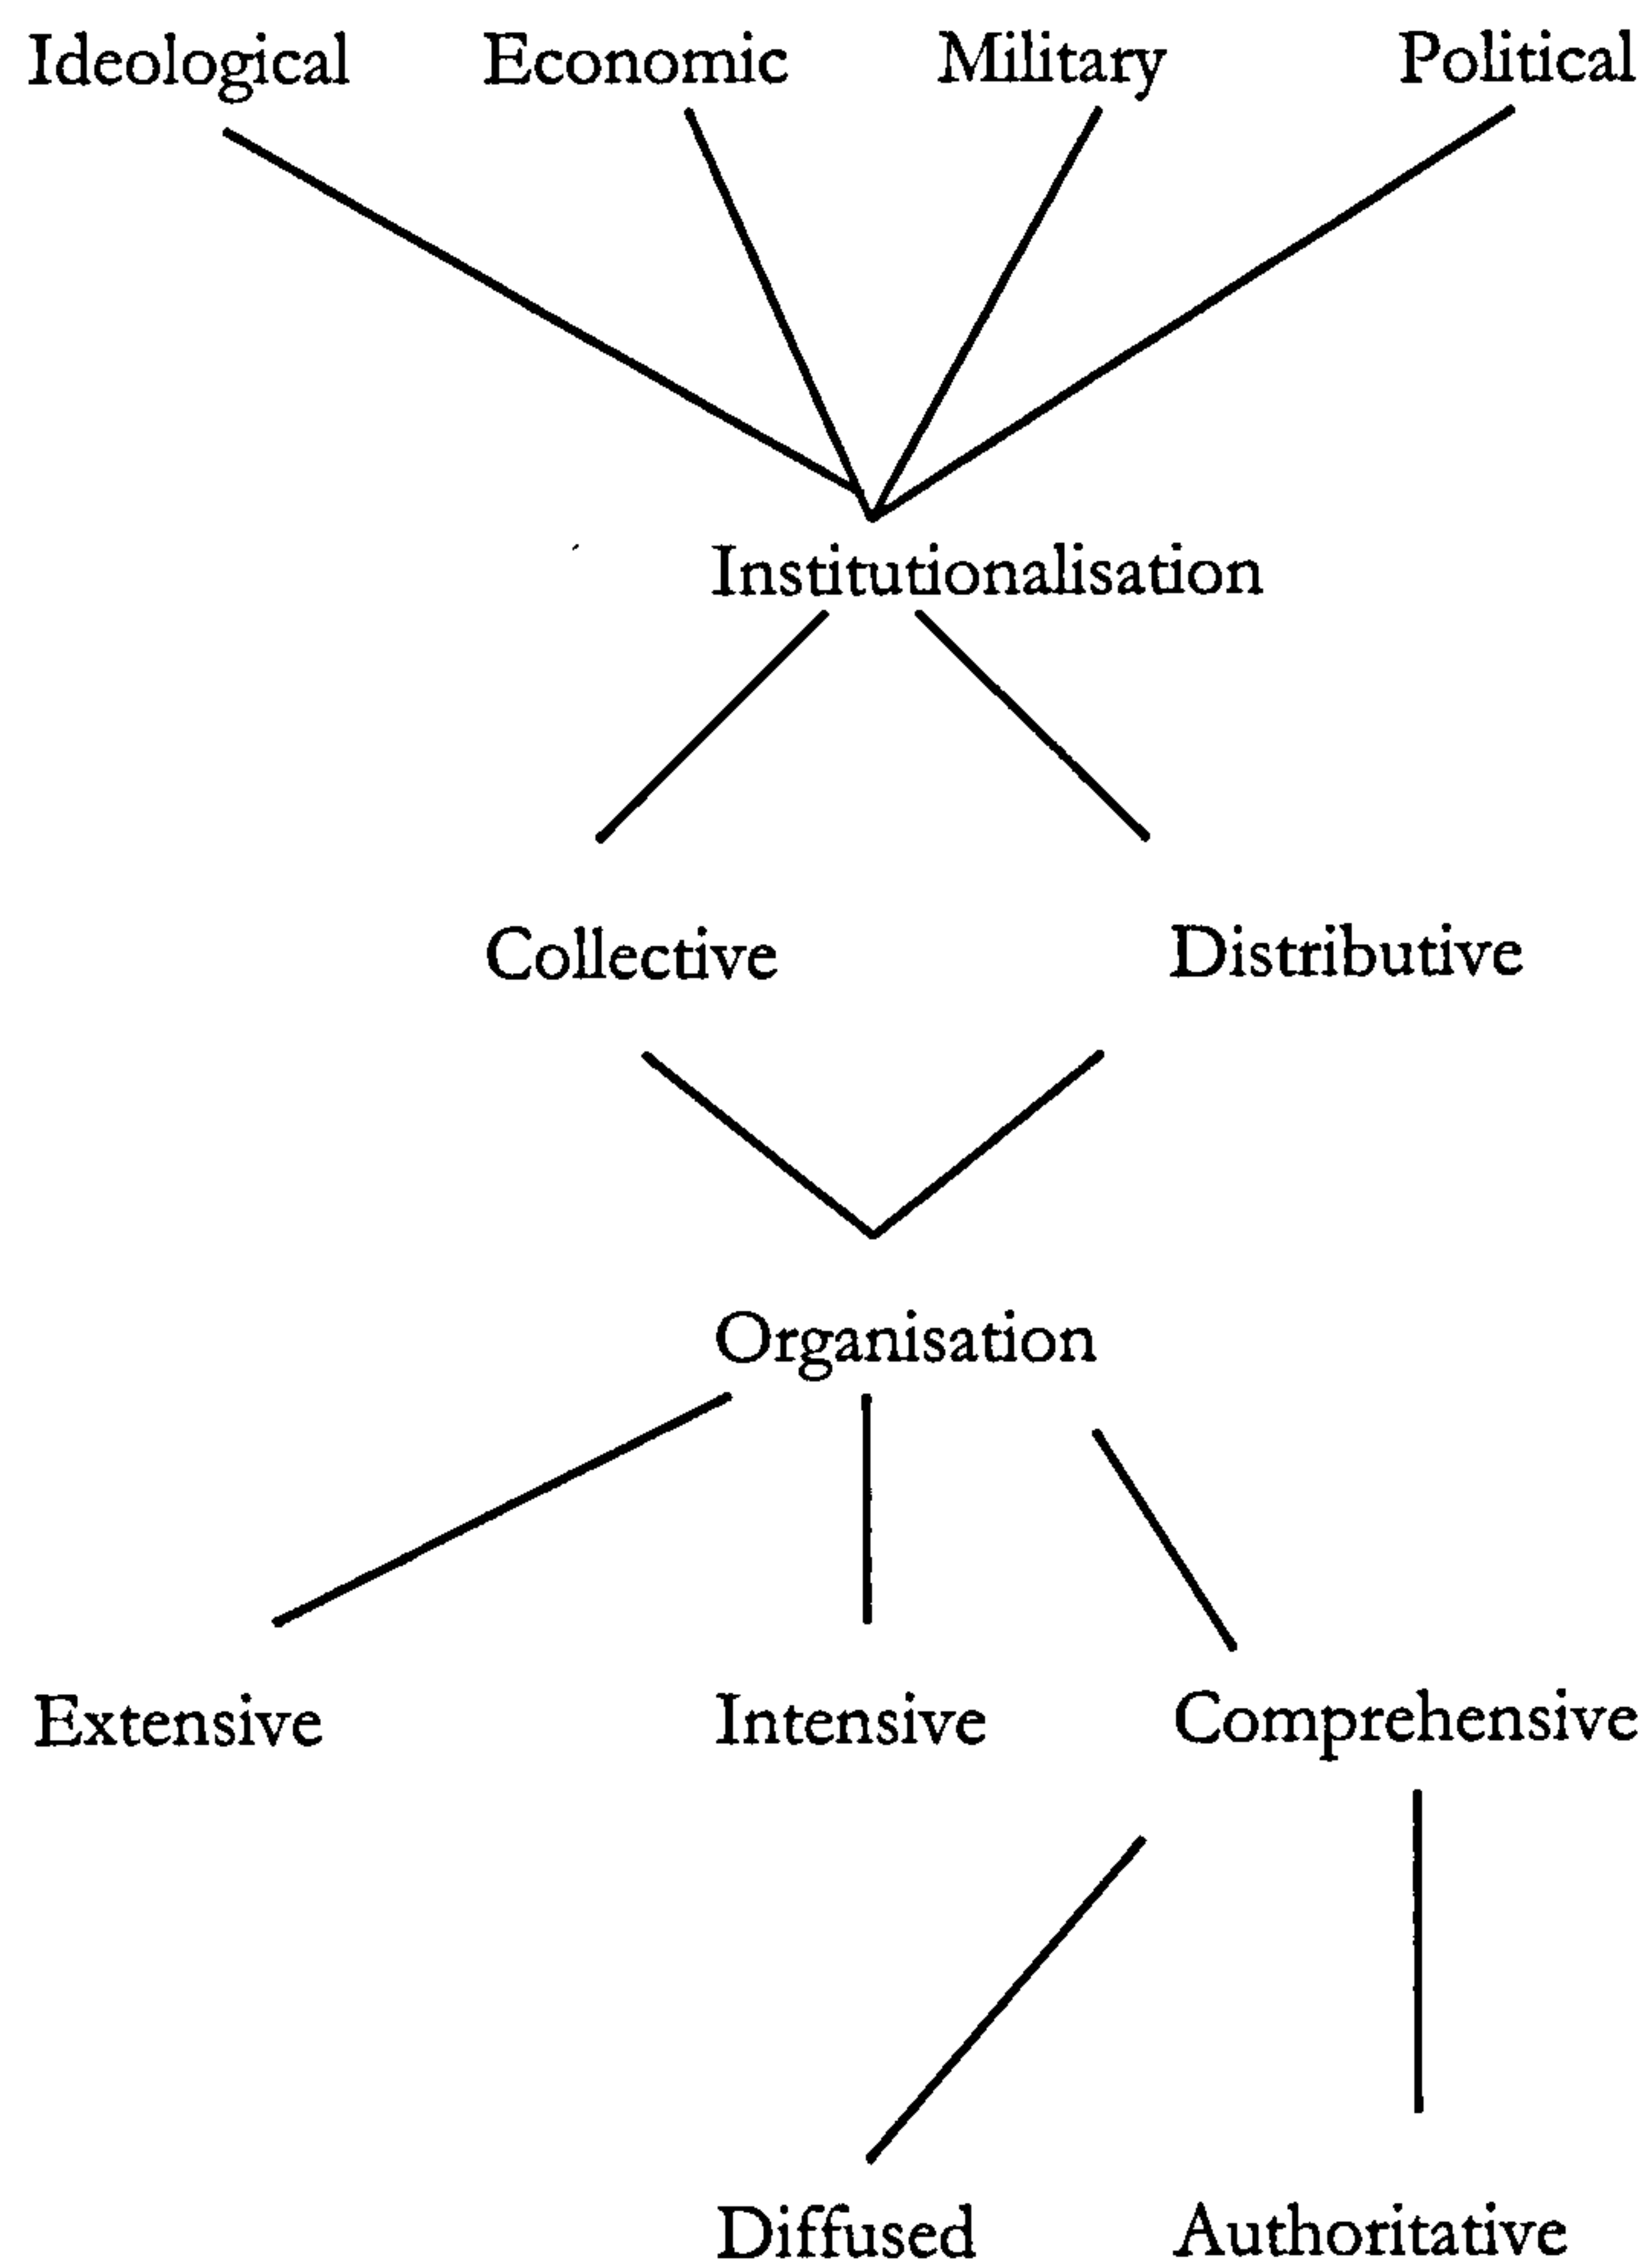 Ideological Economic Military Political
Institutionalisation
Collective Distributive
Organisation
Extensive Intensive Comprehensive
Diffused Authoritative